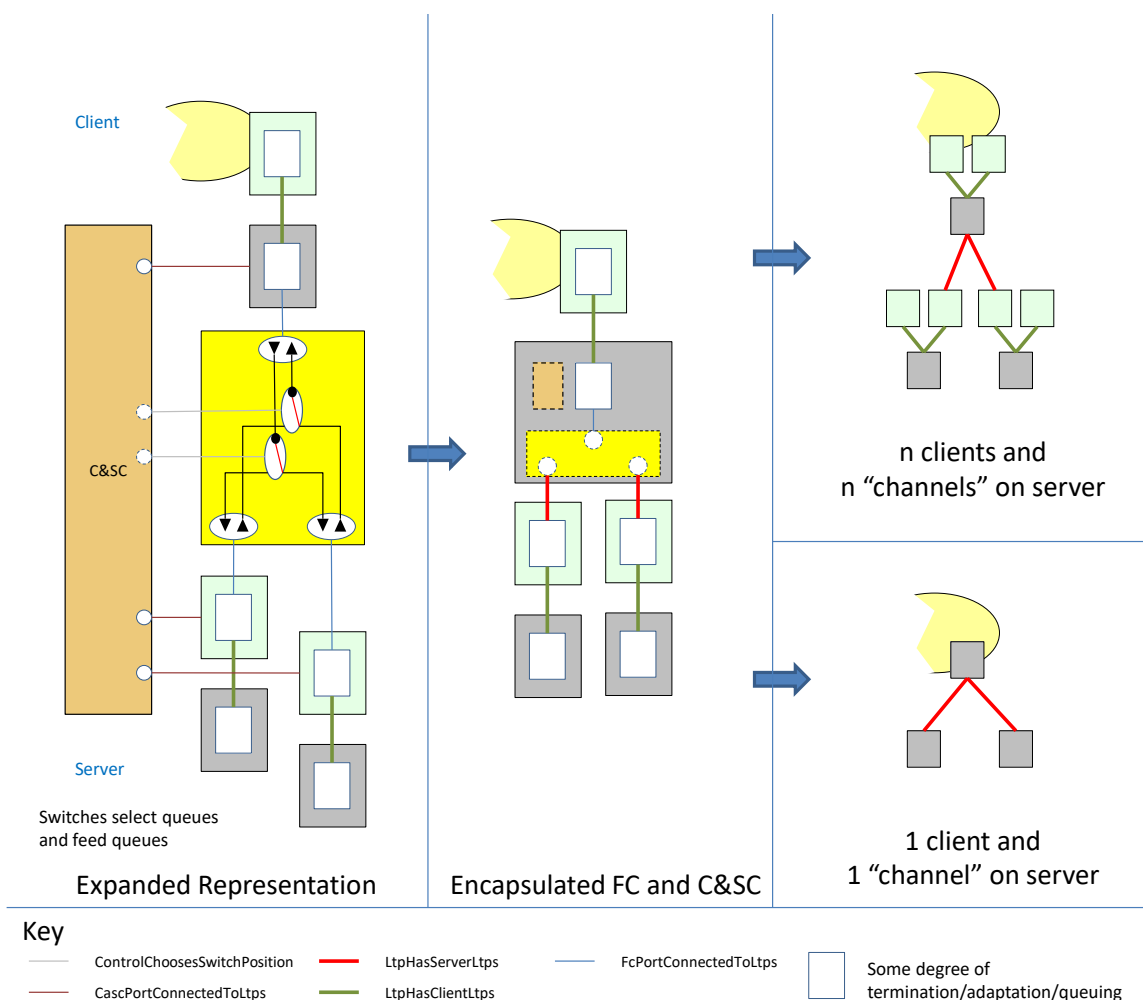 Client
C&SC
Server
Switches select queues
and feed queues
Expanded Representation
Encapsulated FC and C&SC
n clients and
n “channels” on server
1 client and
1 “channel” on server
Key
ControlChoosesSwitchPosition
LtpHasServerLtps
FcPortConnectedToLtps
Some degree of
termination/adaptation/queuing
CascPortConnectedToLtps
LtpHasClientLtps